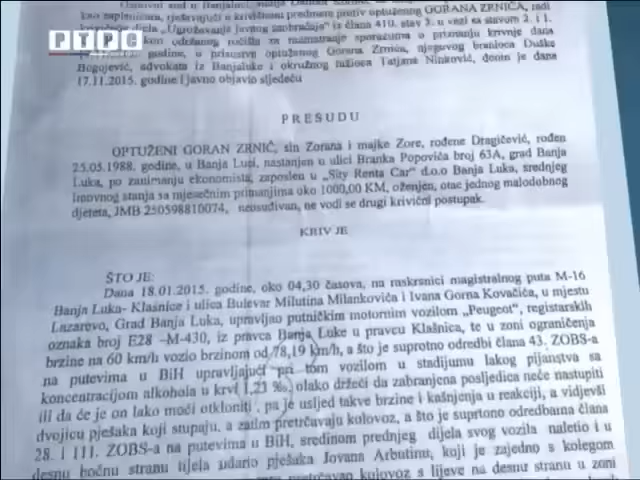 Osnovni sud u Banjaluci,
kao zapisničara, rješavajući u krivičnom predmetu protiv optuženog GORANA ZRNIĆA, radi
djela „Ugrožavanje javnog saobraćaja" iz člana 410. stav 3. u vezi sa stavom 2. i 1.
kon održanog ročišta za razmatranje sporazuma o priznanju krivnje dana
godine, u prisustvu optuženog Gorana Zrnića, njegovog branioca Duške
Bogojević, advokata iz Banjaluke i okružnog tužioca Tatjana Ninković, donio je dana
17.11.2015. godine i javno objavio sljedeću
РТРС
PRESUDU
OPTUŽENI GORAN ZRNIĆ, sin Zorana i majke Zore, rođene Dragičević, rođen
25.05.1988. godine, u Banja Luci, nastanjen u ulici Branka Popovića broj 63A, grad Banja
Luka, po zanimanju ekonomista, zaposlen u „Sity Renta Car" d.o.o Banja Luka, srednjeg
imovnog stanja sa mjesečnim primanjima oko 1000,00 KM, oženjen, otac jednog malodobnog
djeteta, JMB 250598810074, neosuđivan, ne vodi se drugi krivični postupak.
KRIV JE
ŠTO JE:
Dana 18.01.2015. godine, oko 04,30 časova, na raskrsnici magistralnog puta M-16
Banja Luka- Klašnice i ulica Bulevar Milutina Milankovića i Ivana Gorna Kovačića, u mjestu
Lazarevo, Grad Banja Luka, upravljao putničkim motornim vozilom „Peugeot", registarskih
oznaka broj E28 –M-430, iz pravca Banja Luke u pravcu Klašnica, te u zoni ograničenja
brzine na 60 km/h vozio brzinom od 78,19 km/h, a što je suprotno odredbi člana 43. ZOBS-a
na putevima u BiH upravljajući pri tom vozilom u stadijumu lakog pijanstva sa
koncentracijom alkohola u krvi 1,21 ‰, olako držeći da zabranjena posljedica neće nastupiti
ili da će je on lako moći otkloniti, pa je usljed takve brzine i kašnjenja u reakciji, a vidjevši
dvojicu pješaka koji stupaju, a zatim pretrčavaju kolovoz, a što je suprtono odredbama člana
28. i 111. ZOBS-a na putevima u BiH, sredinom prednjeg dijela svog vozila naletio i u
desnu bočnu stranu tijela udario pješaka Jovana Arbutinu, koji je zajedno s kolegom
pretrčavao kolovoz s lijeve na desnu stranu u zoni